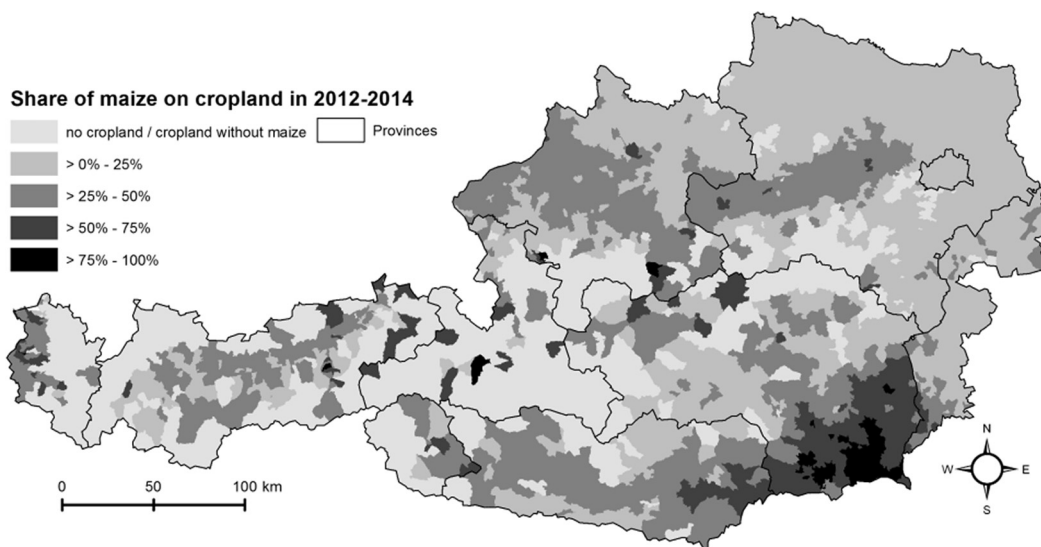 Share of maize on cropland in 2012-2014
no cropland / cropland without maize Provinces
> 0% - 25%
> 25% - 50%
> 50% - 75%
> 75% - 100%
N
W E
S
0 50 100 km